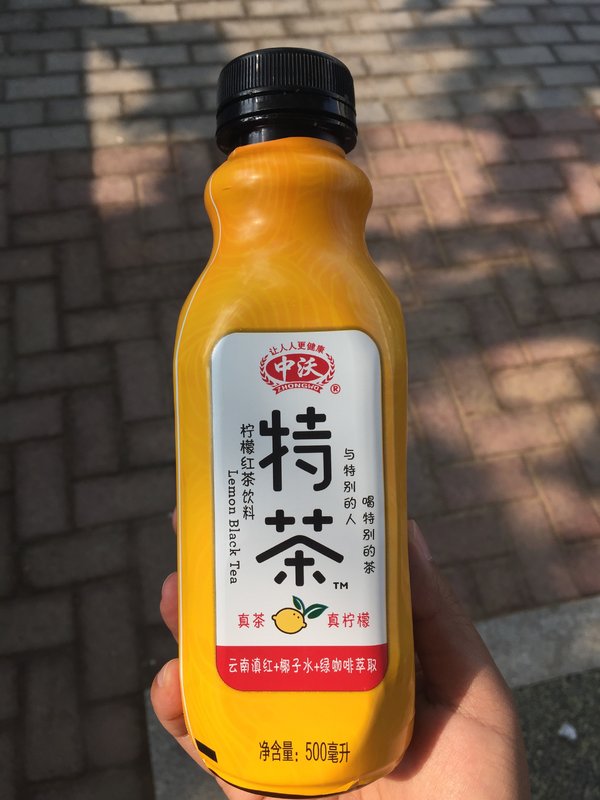 让人人更健康
中沃
ZHONGWO
®
特茶™
柠檬红茶饮料
Lemon Black Tea
与特别的人
喝特别的茶
真茶 真柠檬
云南滇红+椰子水+绿咖啡萃取
净含量：500毫升